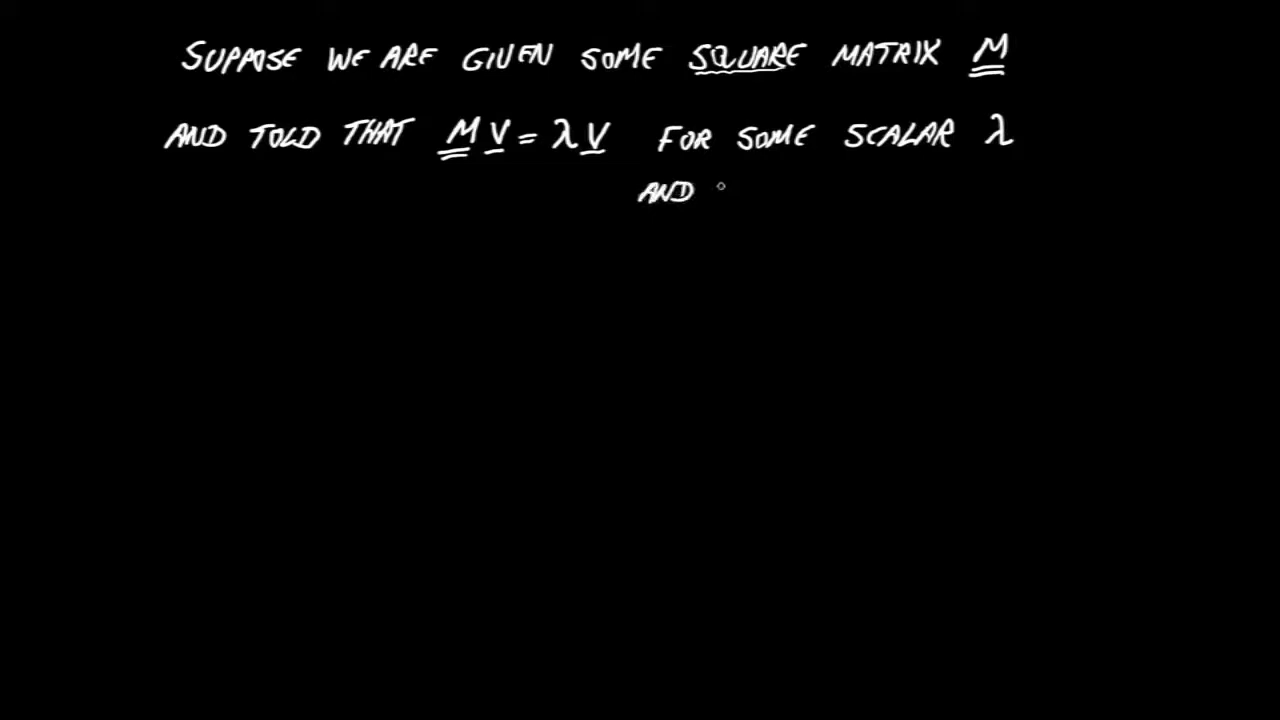 SUPPOSE WE ARE GIVEN SOME SQUARE MATRIX M
AND TOLD THAT M V = λ V FOR SOME SCALAR λ
AND